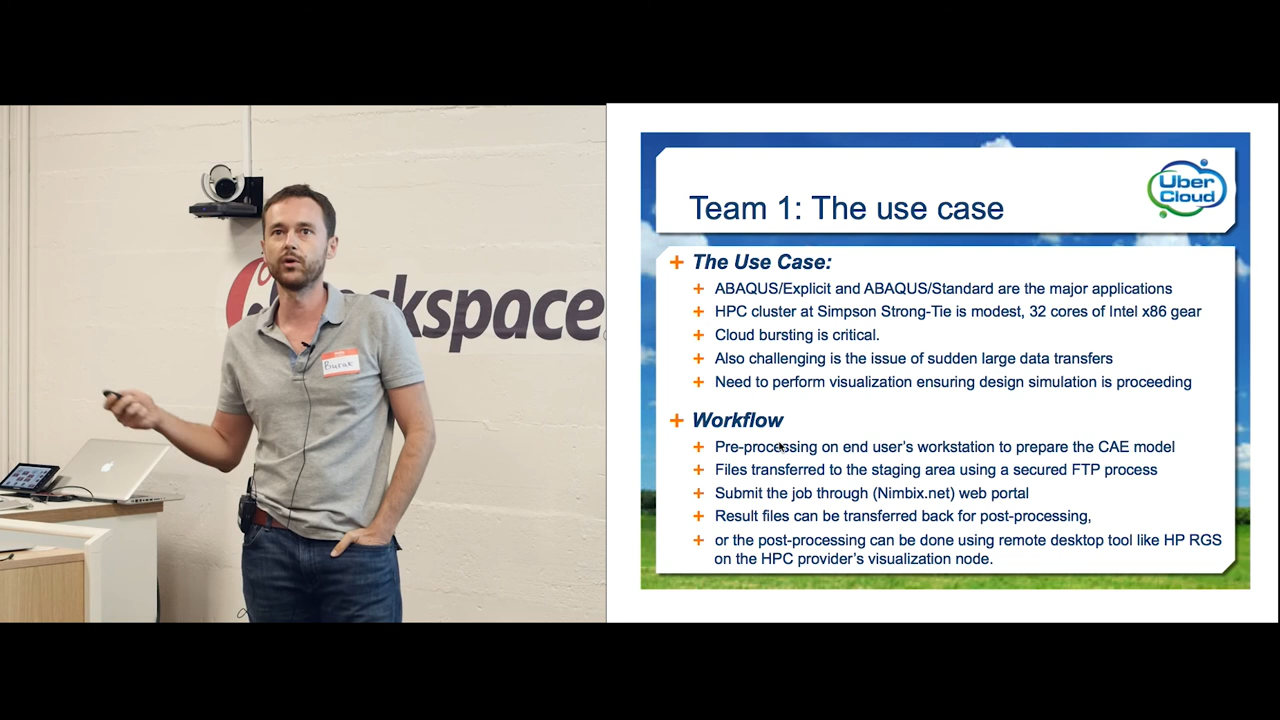 rackspace
Burak
Uber
Cloud
Team 1: The use case
The Use Case:
ABAQUS/Explicit and ABAQUS/Standard are the major applications
HPC cluster at Simpson Strong-Tie is modest, 32 cores of Intel x86 gear
Cloud bursting is critical.
Also challenging is the issue of sudden large data transfers
Need to perform visualization ensuring design simulation is proceeding
Workflow
Pre-processing on end user's workstation to prepare the CAE model
Files transferred to the staging area using a secured FTP process
Submit the job through (Nimbix.net) web portal
Result files can be transferred back for post-processing,
or the post-processing can be done using remote desktop tool like HP RGS
on the HPC provider's visualization node.